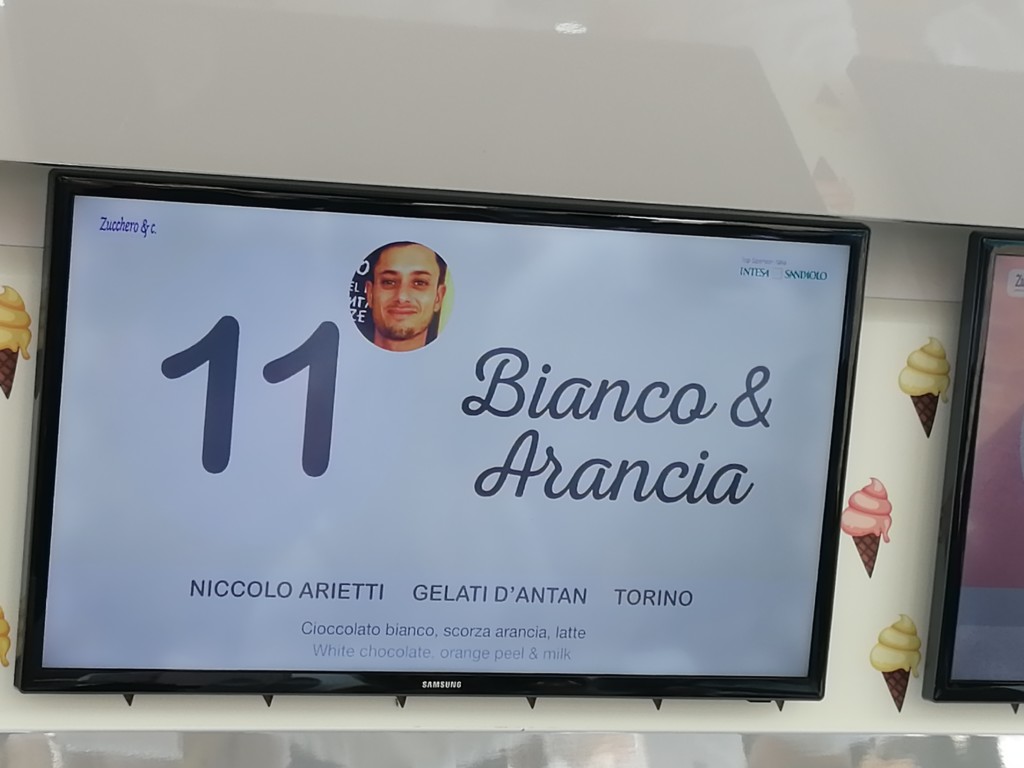 Zucchero & c.
INTESA SANPAOLO
11
Bianco &
Arancia
NICCOLO ARIETTI GELATI D'ANTAN TORINO
Cioccolato bianco, scorza arancia, latte
White chocolate, orange peel & milk
SAMSUNG